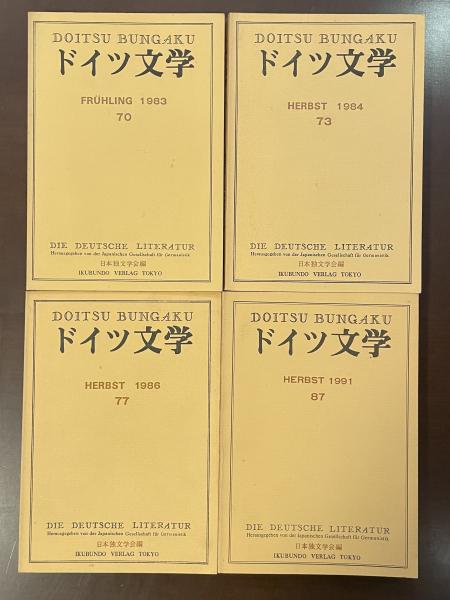 DOITSU BUNGAKU
ドイツ文学
FRÜHLING 1983
70
DIE DEUTSCHE LITERATUR
Herausgegeben von der Japanischen Gesellschaft für Germanistik
日本独文学会編
IKUBUNDO VERLAG TOKYO
DOITSU BUNGAKU
ドイツ文学
HERBST 1984
73
DIE DEUTSCHE LITERATUR
Herausgegeben von der Japanischen Gesellschaft für Germanistik
日本独文学会編
IKUBUNDO VERLAG TOKYO
DOITSU BUNGAKU
ドイツ文学
HERBST 1986
77
DIE DEUTSCHE LITERATUR
Herausgegeben von der Japanischen Gesellschaft für Germanistik
日本独文学会編
IKUBUNDO VERLAG TOKYO
DOITSU BUNGAKU
ドイツ文学
HERBST 1991
87
DIE DEUTSCHE LITERATUR
Herausgegeben von der Japanischen Gesellschaft für Germanistik
日本独文学会編
IKUBUNDO VERLAG TOKYO